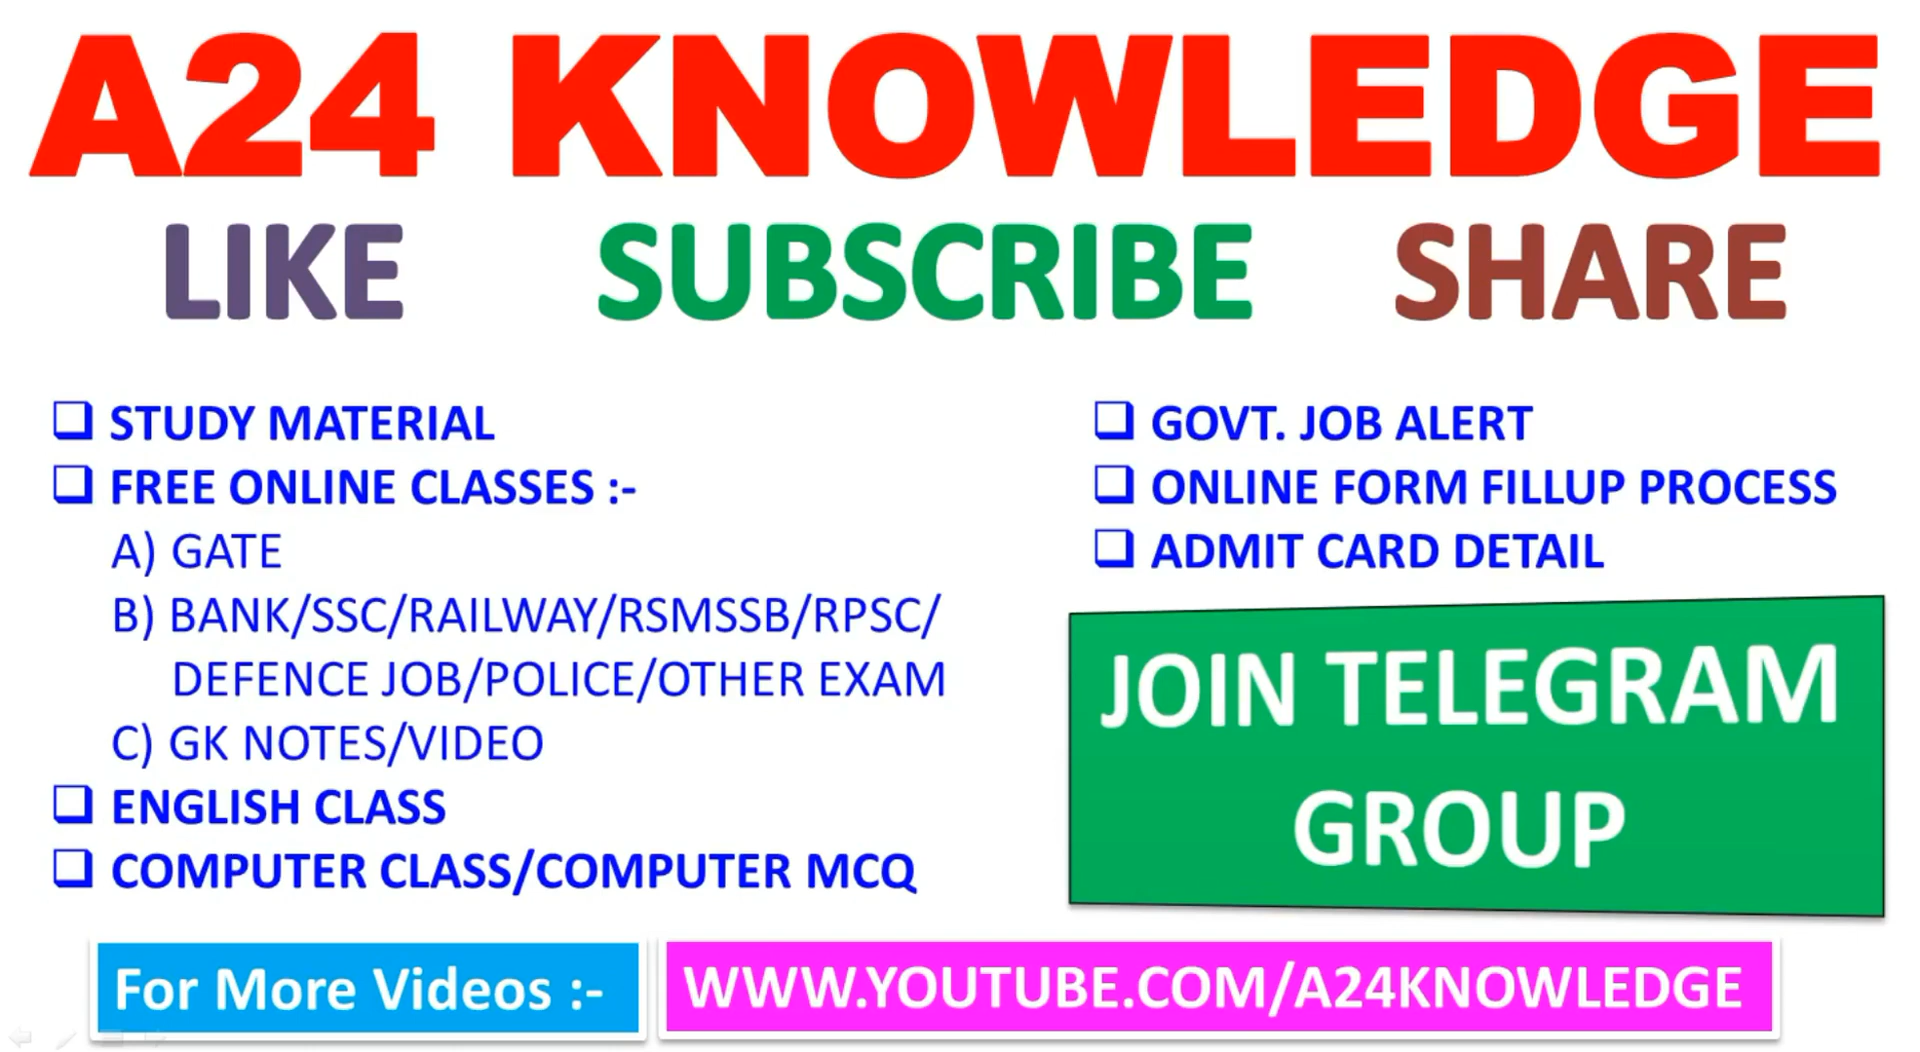 A24 KNOWLEDGE
LIKE SUBSCRIBE SHARE
STUDY MATERIAL
FREE ONLINE CLASSES :-
A) GATE
B) BANK/SSC/RAILWAY/RSMSSB/RPSC/
DEFENCE JOB/POLICE/OTHER EXAM
C) GK NOTES/VIDEO
ENGLISH CLASS
COMPUTER CLASS/COMPUTER MCQ
GOVT. JOB ALERT
ONLINE FORM FILLUP PROCESS
ADMIT CARD DETAIL
JOIN TELEGRAM
GROUP
For More Videos :-
WWW.YOUTUBE.COM/A24KNOWLEDGE